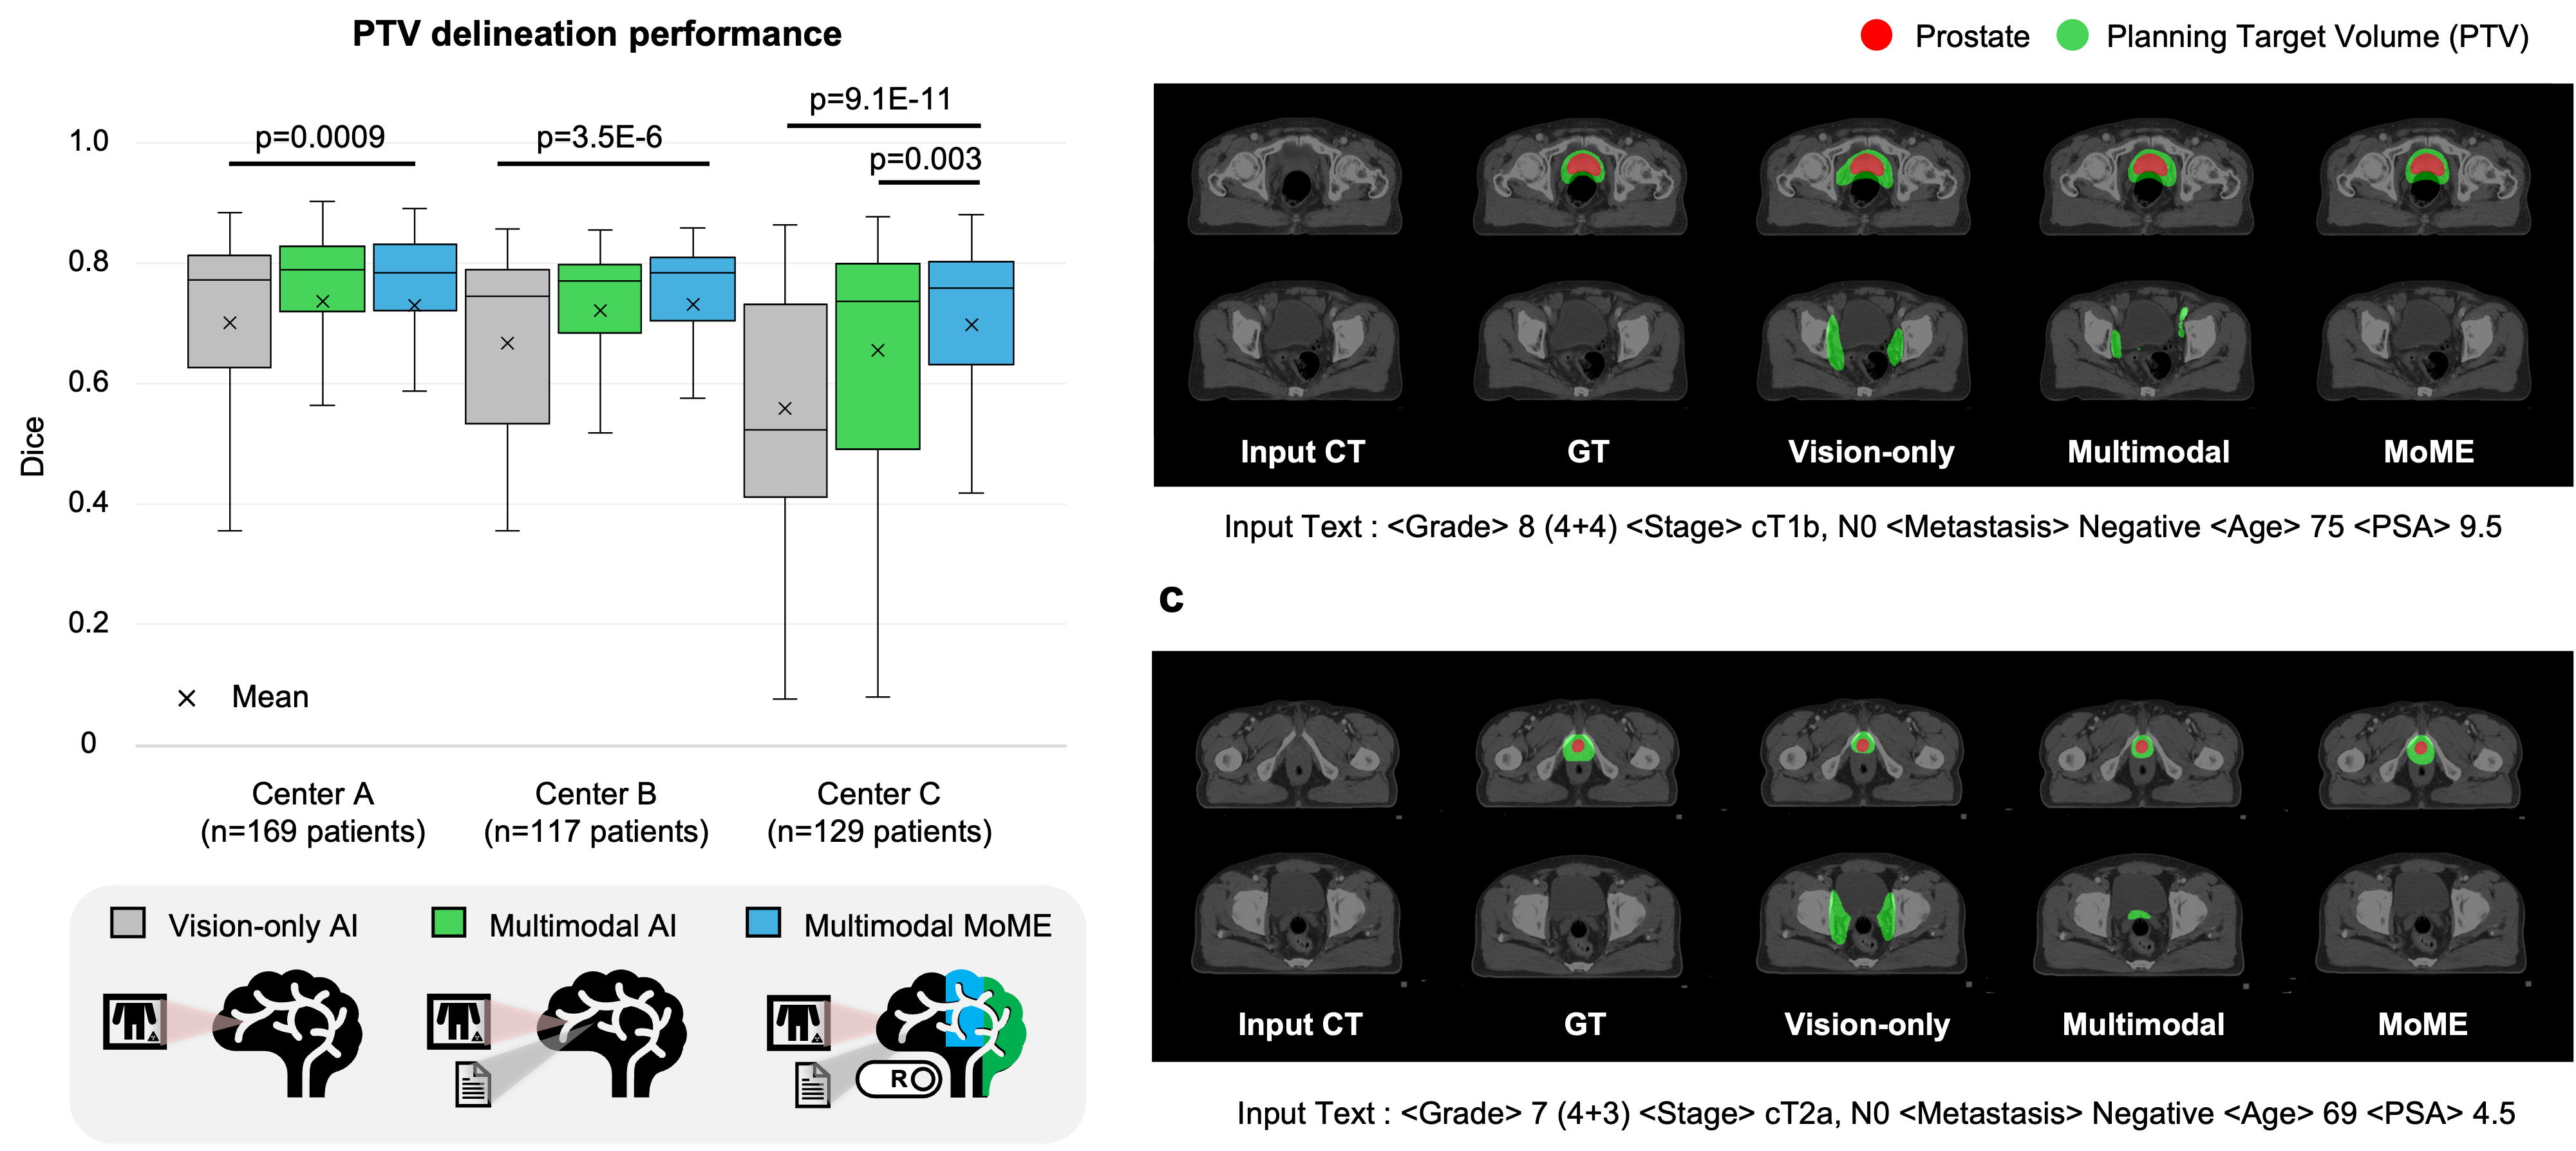 PTV delineation performance
Dice
1.0
0.8
0.6
0.4
0.2
0
p=0.0009
p=3.5E-6
p=9.1E-11
p=0.003
× Mean
Center A
(n=169 patients)
Center B
(n=117 patients)
Center C
(n=129 patients)
Vision-only AI
Multimodal AI
Multimodal MoME
R
Prostate
Planning Target Volume (PTV)
Input CT
GT
Vision-only
Multimodal
MoME
Input Text : <Grade> 8 (4+4) <Stage> cT1b, N0 <Metastasis> Negative <Age> 75 <PSA> 9.5
c
Input CT
GT
Vision-only
Multimodal
MoME
Input Text : <Grade> 7 (4+3) <Stage> cT2a, N0 <Metastasis> Negative <Age> 69 <PSA> 4.5